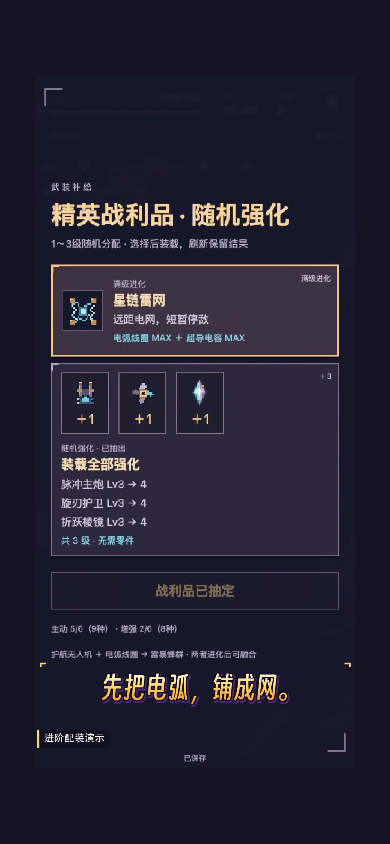 武装补给
精英战利品 · 随机强化
1～3级随机分配 · 选择后装载，刷新保留结果
满级进化
满级进化
星链雷网
远距电网，短暂停敌
电弧线圈 MAX ＋ 超导电容 MAX
+3
+1 +1 +1
随机强化 · 已抽出
装载全部强化
脉冲主炮 Lv3 → 4
旋刃护卫 Lv3 → 4
折跃棱镜 Lv3 → 4
共 3 级 · 无需零件
战利品已抽定
主动 5/6（9种）· 增强 2/6（8种）
护航无人机 ＋ 电弧线圈 → 雷暴蜂群 · 两者进化后可融合
先把电弧，铺成网。
进阶配装演示
已保存